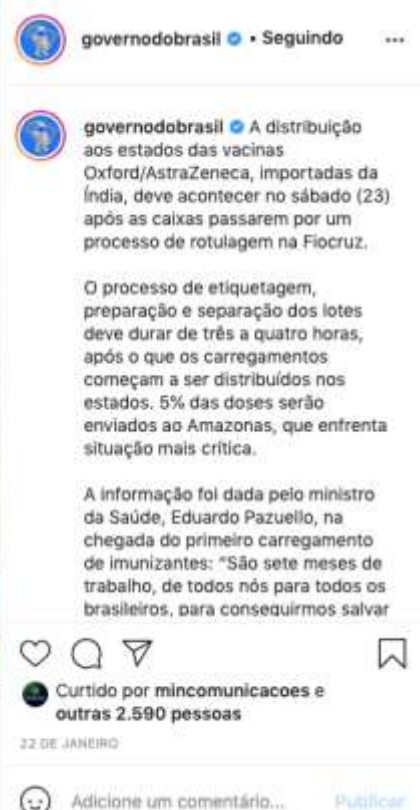 governodobrasil • Seguindo
governodobrasil A distribuição
aos estados das vacinas
Oxford/AstraZeneca, importadas da
Índia, deve acontecer no sábado (23)
após as caixas passarem por um
processo de rotulagem na Fiocruz.
O processo de etiquetagem,
preparação e separação dos lotes
deve durar de três a quatro horas,
após o que os carregamentos
começam a ser distribuídos nos
estados. 5% das doses serão
enviados ao Amazonas, que enfrenta
situação mais crítica.
A informação foi dada pelo ministro
da Saúde, Eduardo Pazuello, na
chegada do primeiro carregamento
de imunizantes: “São sete meses de
trabalho, de todos nós para todos os
brasileiros, para conseguirmos salvar
Curtido por mincomunicacoes e
outras 2.590 pessoas
22 DE JANEIRO
Adicione um comentário... Publicar